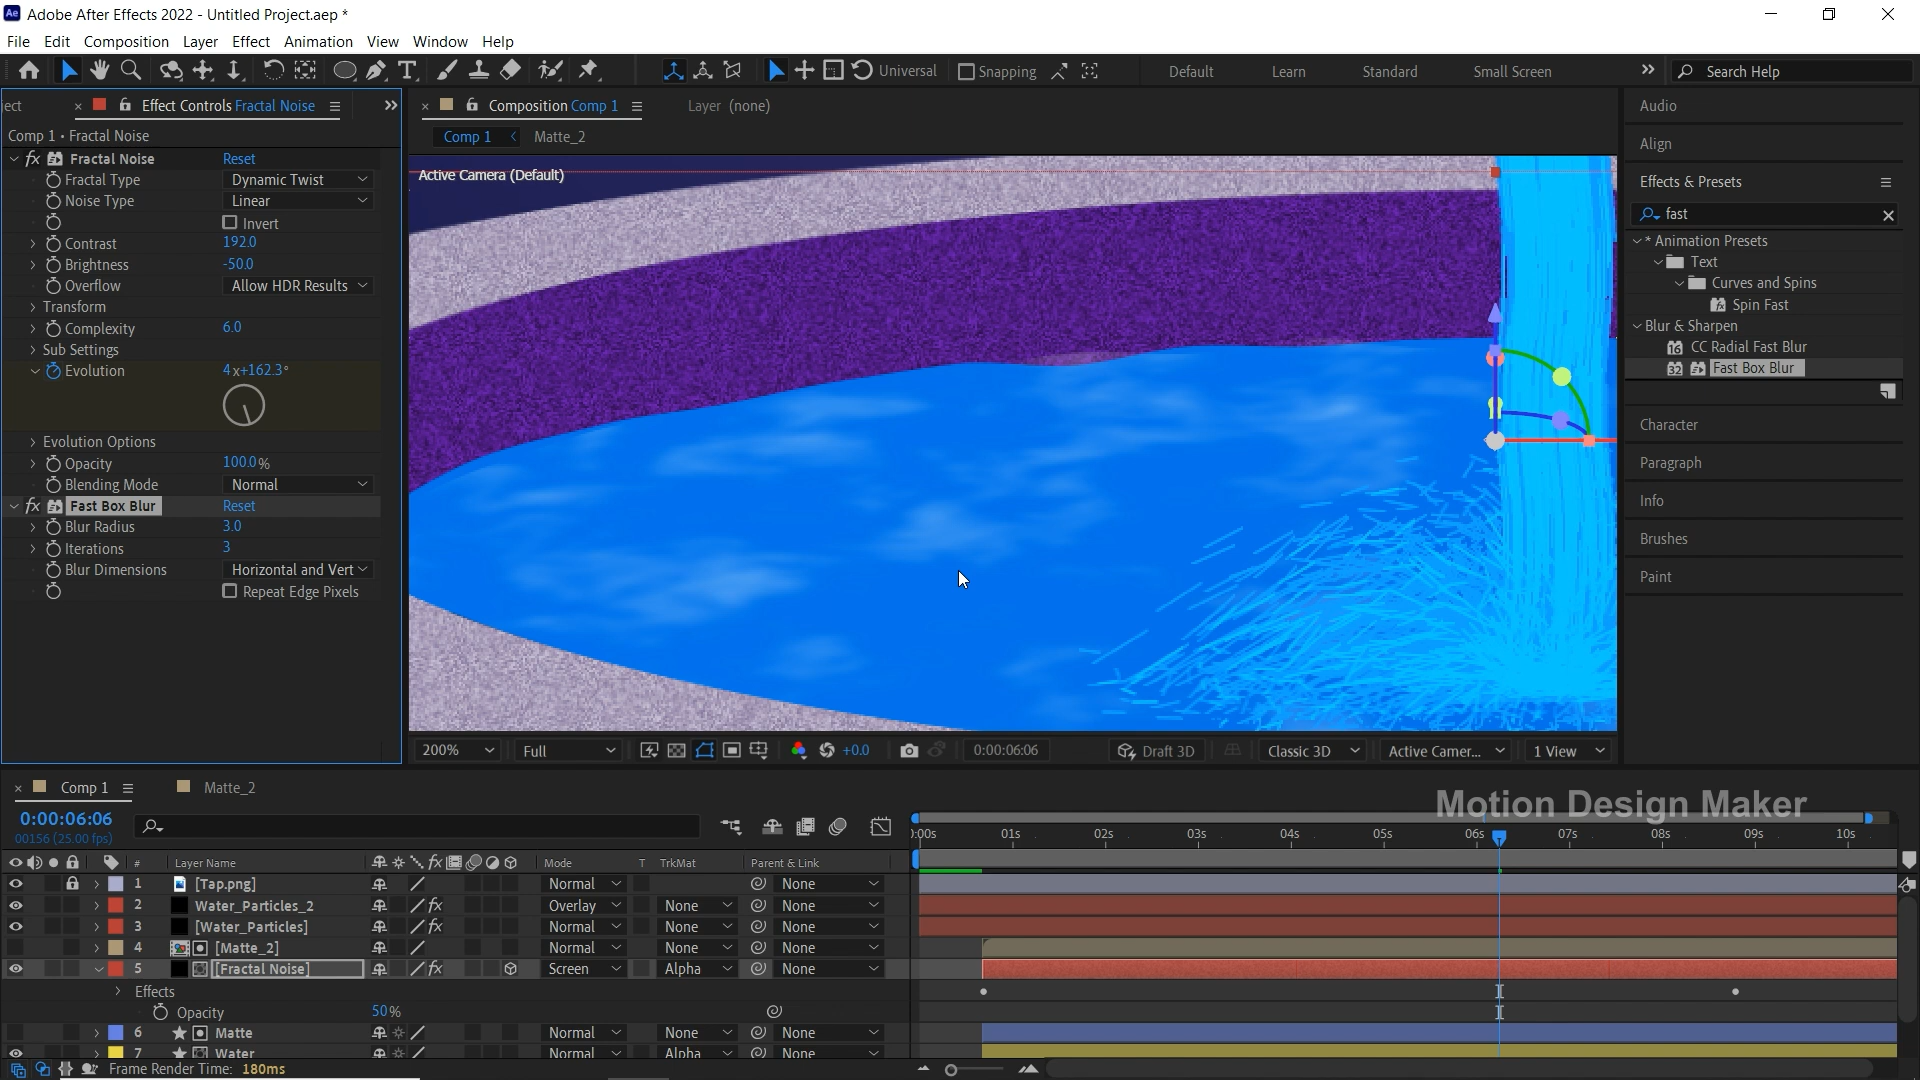 Adobe After Effects 2022 - Untitled Project.aep *
File Edit Composition Layer Effect Animation View Window Help
Universal Snapping Default Learn Standard Small Screen Search Help
ject Effect Controls Fractal Noise
Comp 1 • Fractal Noise
fx Fractal Noise Reset
Fractal Type Dynamic Twist
Noise Type Linear
Invert
Contrast 192.0
Brightness -50.0
Overflow Allow HDR Results
Transform
Complexity 6.0
Sub Settings
Evolution 4x+162.3°
Evolution Options
Opacity 100.0%
Blending Mode Normal
fx Fast Box Blur Reset
Blur Radius 3.0
Iterations 3
Blur Dimensions Horizontal and Vert
Repeat Edge Pixels
Composition Comp 1 Layer (none)
Comp 1 Matte_2
Active Camera (Default)
200% Full +0.0 0:00:06:06 Draft 3D Classic 3D Active Camer... 1 View
Audio
Align
Effects & Presets
fast
* Animation Presets
Text
Curves and Spins
Spin Fast
Blur & Sharpen
16 CC Radial Fast Blur
32 Fast Box Blur
Character
Paragraph
Info
Brushes
Paint
Comp 1 Matte_2
Motion Design Maker
0:00:06:06
00156 (25.00 fps)
):00s 01s 02s 03s 04s 05s 06s 07s 08s 09s 10s
# Layer Name fx Mode T TrkMat Parent & Link
1 [Tap.png] Normal None
2 Water_Particles_2 fx Overlay None None
3 [Water_Particles] fx Normal None None
4 [Matte_2] Normal None None
5 [Fractal Noise] fx Screen Alpha None
Effects
Opacity 50%
6 Matte Normal None None
7 Water Normal Alpha None
Frame Render Time: 180ms